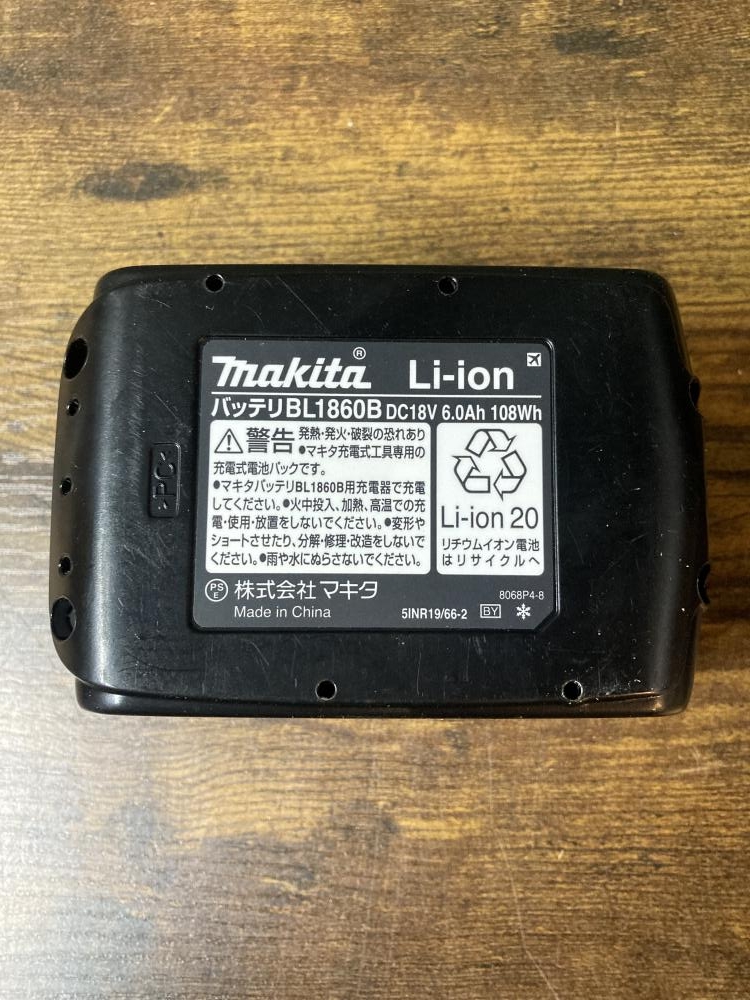 makita® Li-ion
バッテリBL1860B DC18V 6.0Ah 108Wh
警告 発熱・発火・破裂の恐れあり
●マキタ充電式工具専用の
充電式電池パックです。
●マキタバッテリBL1860B用充電器で充電
してください。●火中投入、加熱、高温での充
電・使用・放置をしないでください。●変形や
ショートさせたり、分解・修理・改造をしないで
ください。●雨や水にぬらさないでください。
Li-ion 20
リチウムイオン電池
はリサイクルへ
PS
E
株式会社マキタ
Made in China
8068P4-8
5INR19/66-2 BY
>PC<